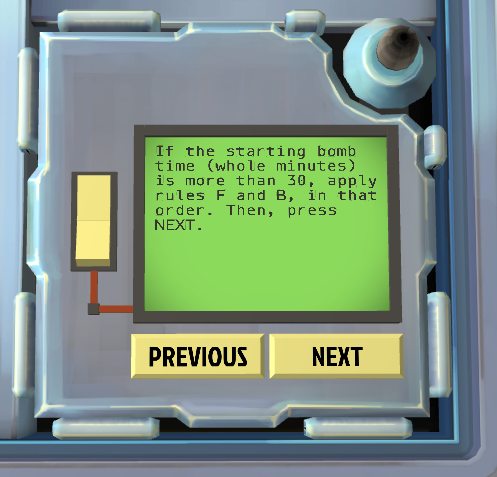 If the starting bomb
time (whole minutes)
is more than 30, apply
rules F and B, in that
order. Then, press
NEXT.
PREVIOUS NEXT